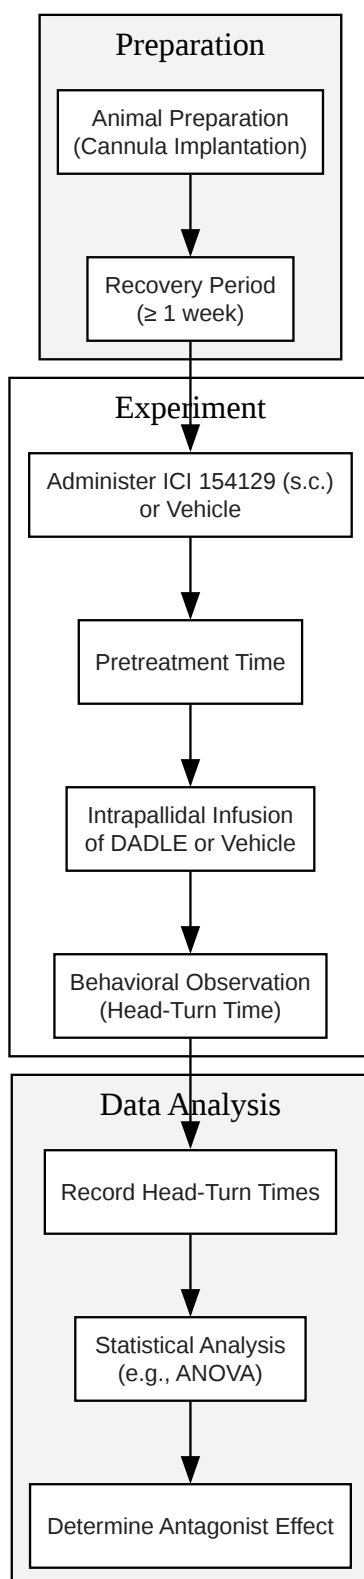 Preparation
Animal Preparation
(Cannula Implantation)
Recovery Period
(≥ 1 week)
Experiment
Administer ICI 154129 (s.c.)
or Vehicle
Pretreatment Time
Intrapallidal Infusion
of DADLE or Vehicle
Behavioral Observation
(Head-Turn Time)
Data Analysis
Record Head-Turn Times
Statistical Analysis
(e.g., ANOVA)
Determine Antagonist Effect